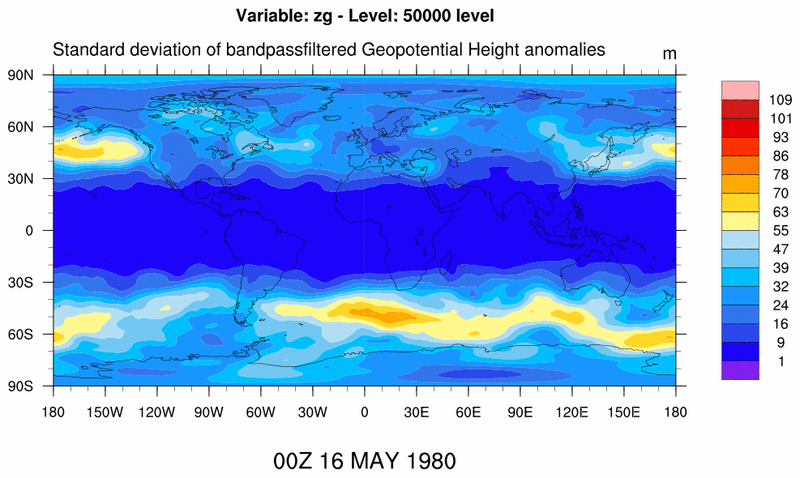 Variable: zg - Level: 50000 level
Standard deviation of bandpassfiltered Geopotential Height anomalies
m
90N
60N
30N
0
30S
60S
90S
180 150W 120W 90W 60W 30W 0 30E 60E 90E 120E 150E 180
109
101
93
86
78
70
63
55
47
39
32
24
16
9
1
00Z 16 MAY 1980